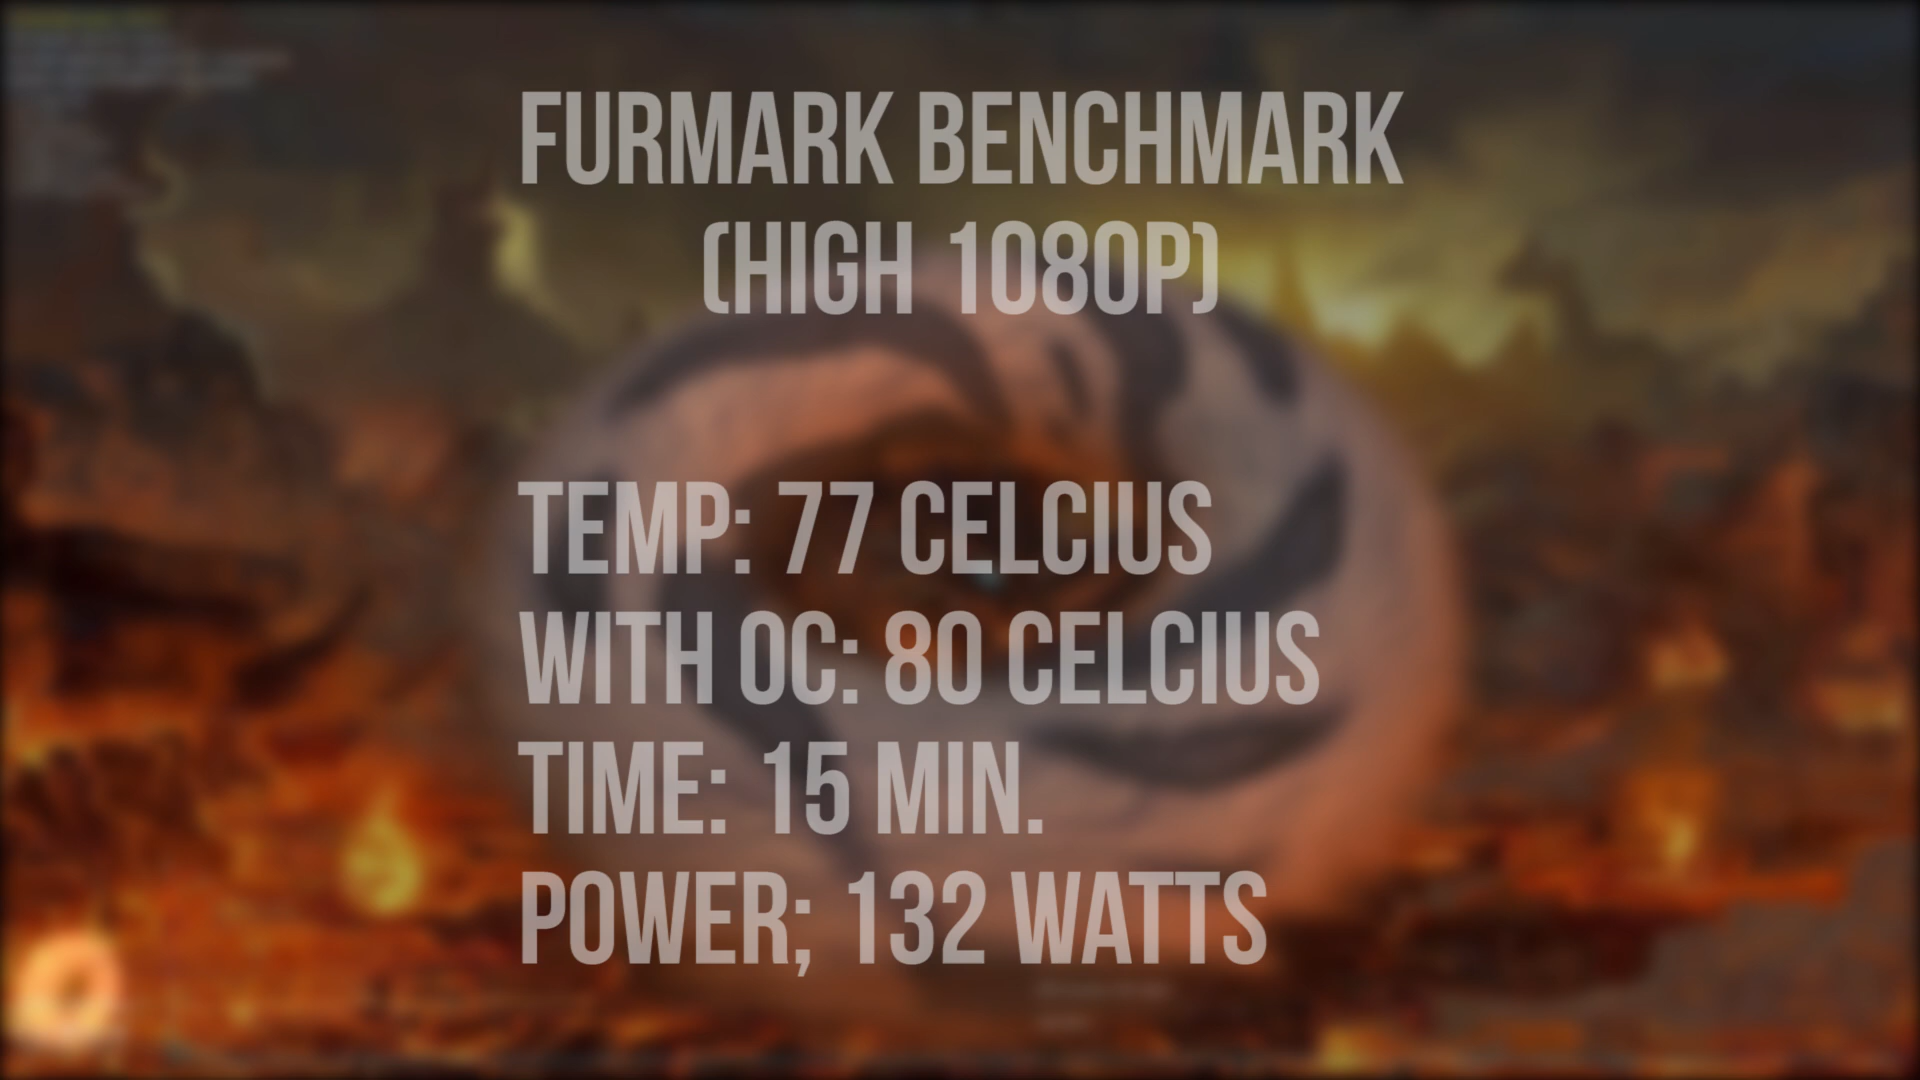 FURMARK BENCHMARK
(HIGH 1080P)
TEMP: 77 CELCIUS
WITH OC: 80 CELCIUS
TIME: 15 MIN.
POWER; 132 WATTS